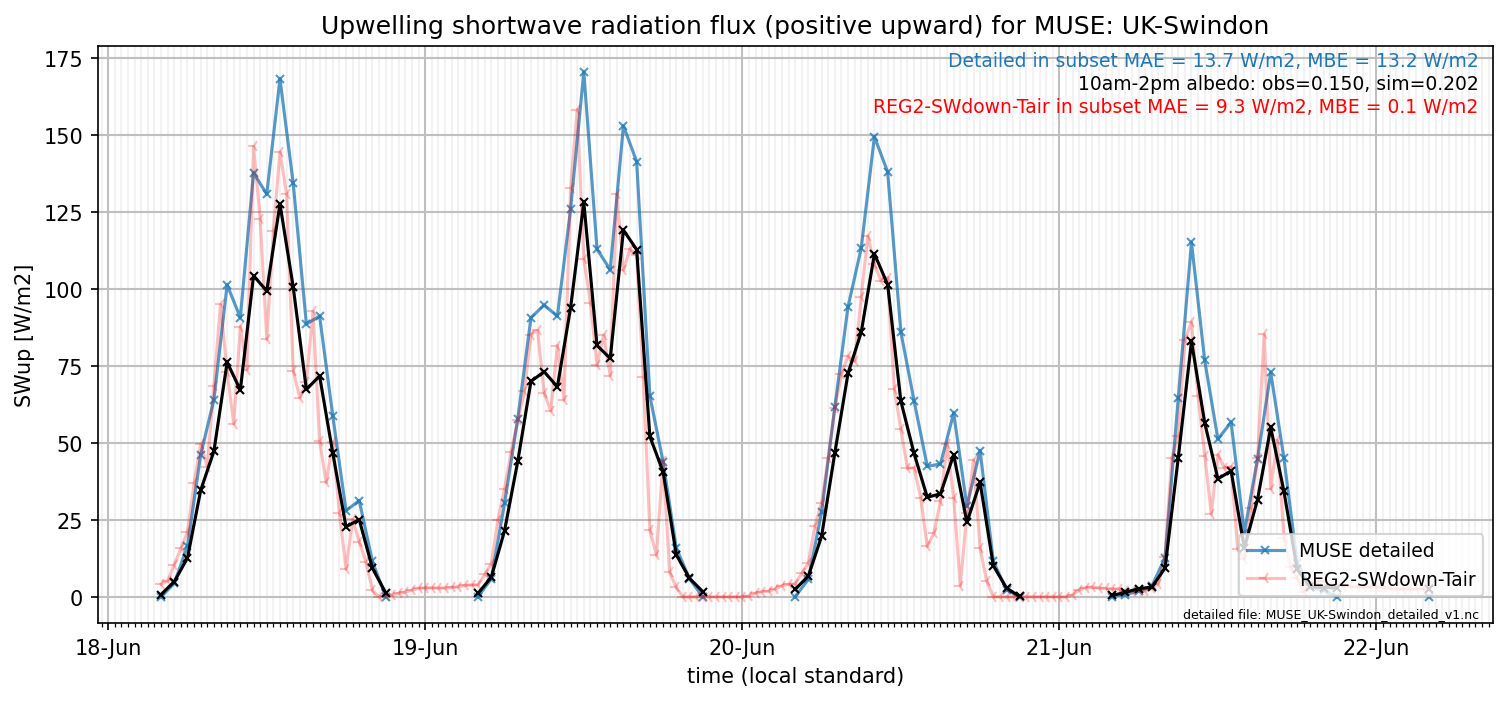 Upwelling shortwave radiation flux (positive upward) for MUSE: UK-Swindon
Detailed in subset MAE = 13.7 W/m2, MBE = 13.2 W/m2
10am-2pm albedo: obs=0.150, sim=0.202
REG2-SWdown-Tair in subset MAE = 9.3 W/m2, MBE = 0.1 W/m2
SWup [W/m2]
175
150
125
100
75
50
25
0
MUSE detailed
REG2-SWdown-Tair
detailed file: MUSE_UK-Swindon_detailed_v1.nc
18-Jun 19-Jun 20-Jun 21-Jun 22-Jun
time (local standard)